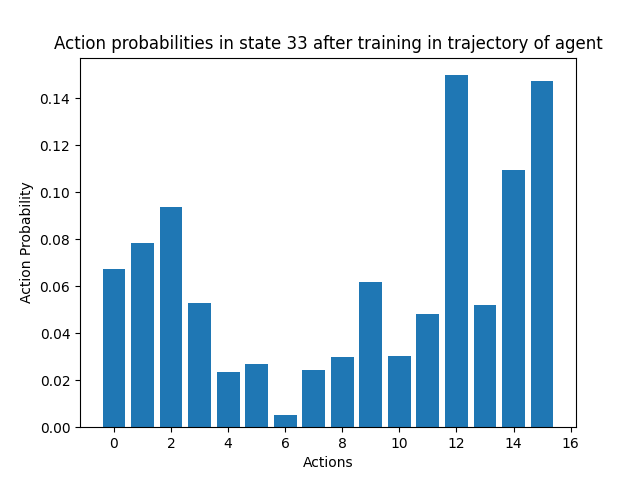 Action probabilities in state 33 after training in trajectory of agent
0.14
0.12
0.10
0.08
0.06
0.04
0.02
0.00
Action Probability
0 2 4 6 8 10 12 14 16
Actions